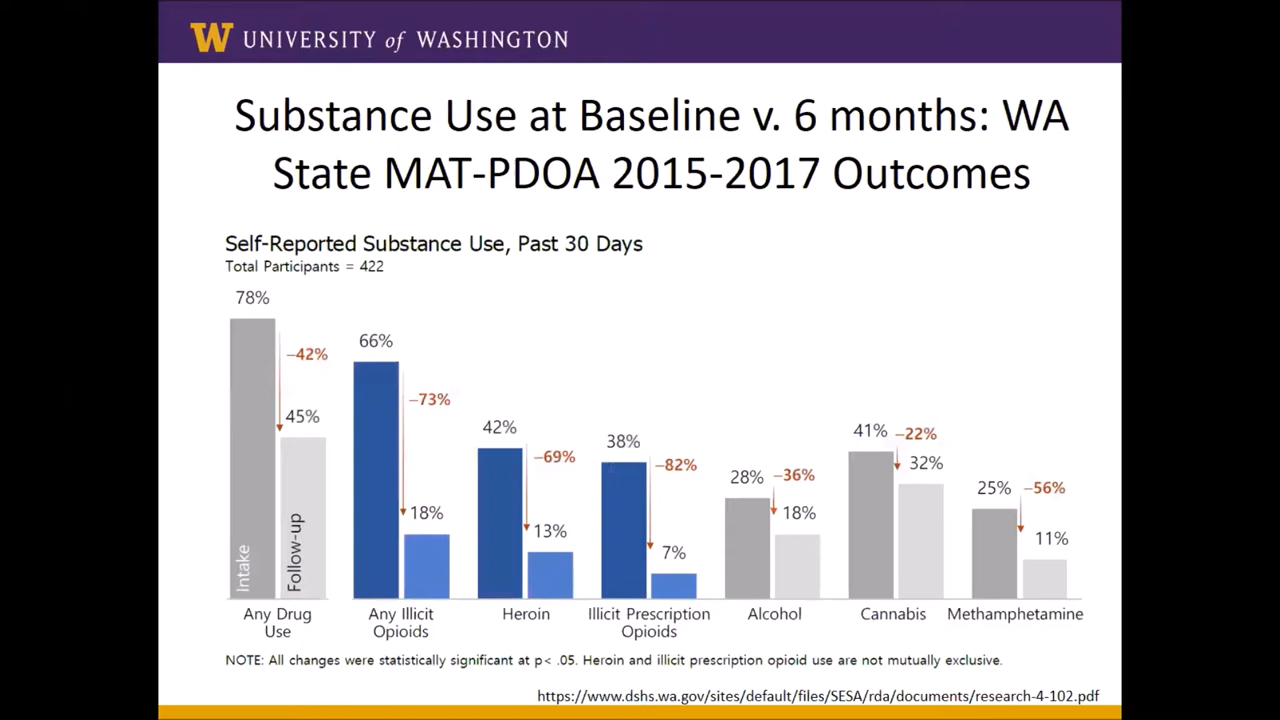 W UNIVERSITY of WASHINGTON
Substance Use at Baseline v. 6 months: WA
State MAT-PDOA 2015-2017 Outcomes
Self-Reported Substance Use, Past 30 Days
Total Participants = 422
78%
–42%
45%
Intake
Follow-up
Any Drug
Use
66%
–73%
18%
Any Illicit
Opioids
42%
–69%
13%
Heroin
38%
–82%
7%
Illicit Prescription
Opioids
28%
–36%
18%
Alcohol
41%
–22%
32%
Cannabis
25%
–56%
11%
Methamphetamine
NOTE: All changes were statistically significant at p< .05. Heroin and illicit prescription opioid use are not mutually exclusive.
https://www.dshs.wa.gov/sites/default/files/SESA/rda/documents/research-4-102.pdf